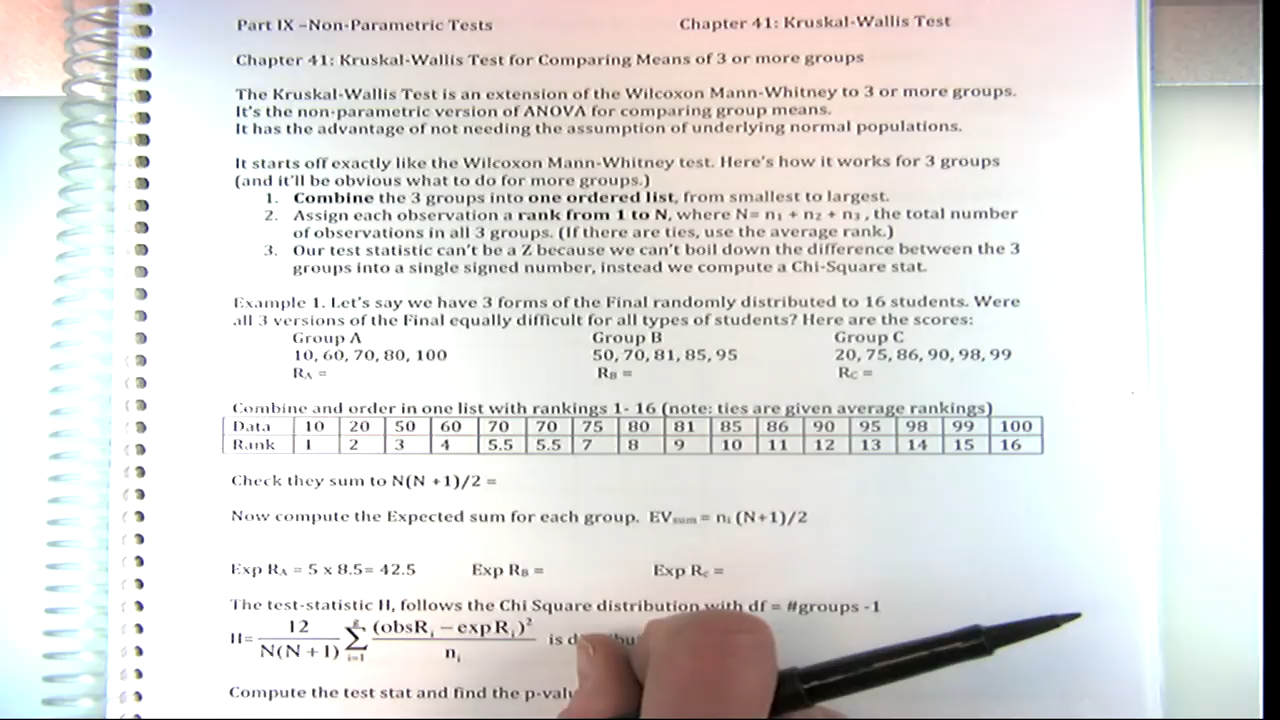 Part IX –Non-Parametric Tests Chapter 41: Kruskal-Wallis Test
Chapter 41: Kruskal-Wallis Test for Comparing Means of 3 or more groups
The Kruskal-Wallis Test is an extension of the Wilcoxon Mann-Whitney to 3 or more groups.
It's the non-parametric version of ANOVA for comparing group means.
It has the advantage of not needing the assumption of underlying normal populations.
It starts off exactly like the Wilcoxon Mann-Whitney test. Here's how it works for 3 groups
(and it'll be obvious what to do for more groups.)
1. Combine the 3 groups into one ordered list, from smallest to largest.
2. Assign each observation a rank from 1 to N, where N= n₁ + n₂ + n₃ , the total number
of observations in all 3 groups. (If there are ties, use the average rank.)
3. Our test statistic can't be a Z because we can't boil down the difference between the 3
groups into a single signed number, instead we compute a Chi-Square stat.
Example 1. Let's say we have 3 forms of the Final randomly distributed to 16 students. Were
all 3 versions of the Final equally difficult for all types of students? Here are the scores:
Group A Group B Group C
10, 60, 70, 80, 100 50, 70, 81, 85, 95 20, 75, 86, 90, 98, 99
R_A = R_B = R_C =
Combine and order in one list with rankings 1- 16 (note: ties are given average rankings)
Data 10 20 50 60 70 70 75 80 81 85 86 90 95 98 99 100
Rank 1 2 3 4 5.5 5.5 7 8 9 10 11 12 13 14 15 16
Check they sum to N(N +1)/2 =
Now compute the Expected sum for each group. EV_sum = n_i (N+1)/2
Exp R_A = 5 x 8.5= 42.5 Exp R_B = Exp R_c =
The test-statistic H, follows the Chi Square distribution with df = #groups -1
H= 12 / N(N + 1) ∑ i=1 g (obsR_i − expR_i)² / n_i is
Compute the test stat and find the